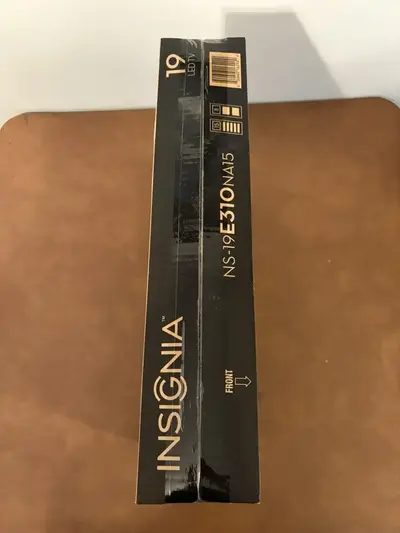 19
LED TV
INSIGNIA™
NS-19E310NA15
FRONT